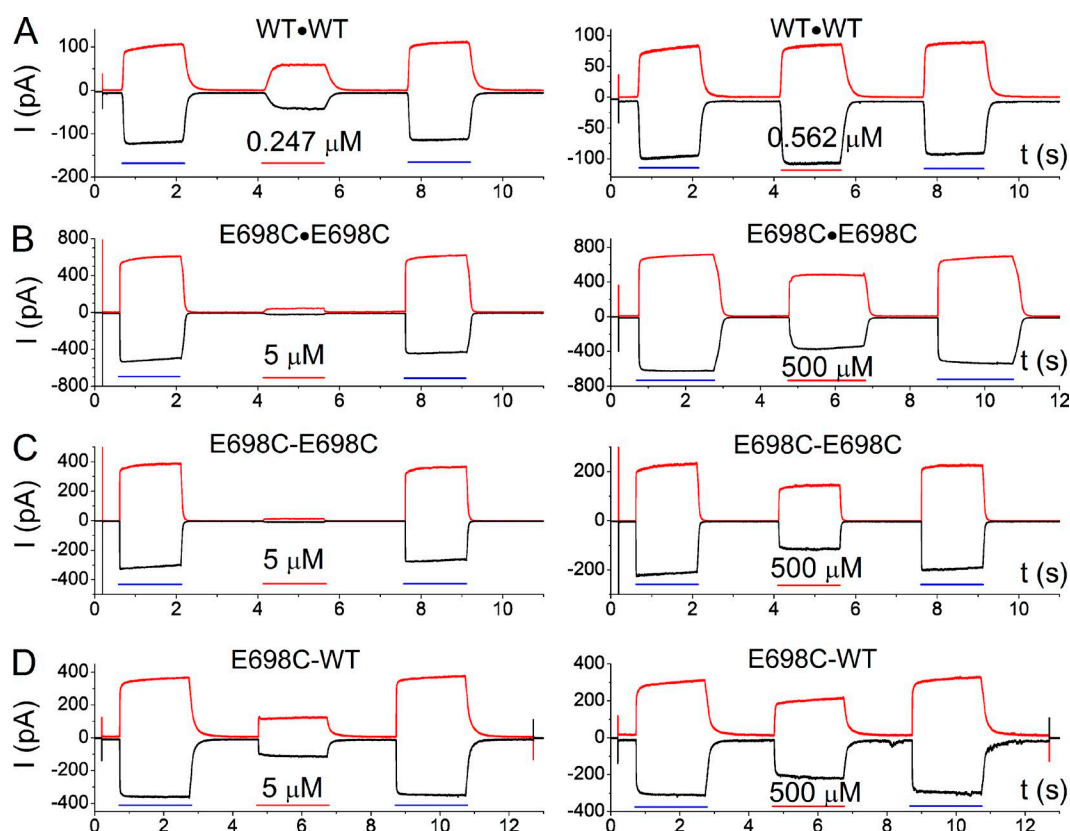 A
WT●WT
WT●WT
I (pA)
100
0
-100
-200
0.247 μM
0 2 4 6 8 10
100
50
0
-50
-100
0.562 μM
t (s)
0 2 4 6 8 10
B
E698C●E698C
E698C●E698C
I (pA)
800
400
0
-400
-800
5 μM
0 2 4 6 8 10
800
400
0
-400
-800
500 μM
t (s)
0 2 4 6 8 10 12
C
E698C-E698C
E698C-E698C
I (pA)
400
200
0
-200
-400
5 μM
0 2 4 6 8 10
200
0
-200
500 μM
t (s)
0 2 4 6 8 10
D
E698C-WT
E698C-WT
I (pA)
400
200
0
-200
-400
5 μM
0 2 4 6 8 10 12
400
200
0
-200
-400
500 μM
t (s)
0 2 4 6 8 10 12